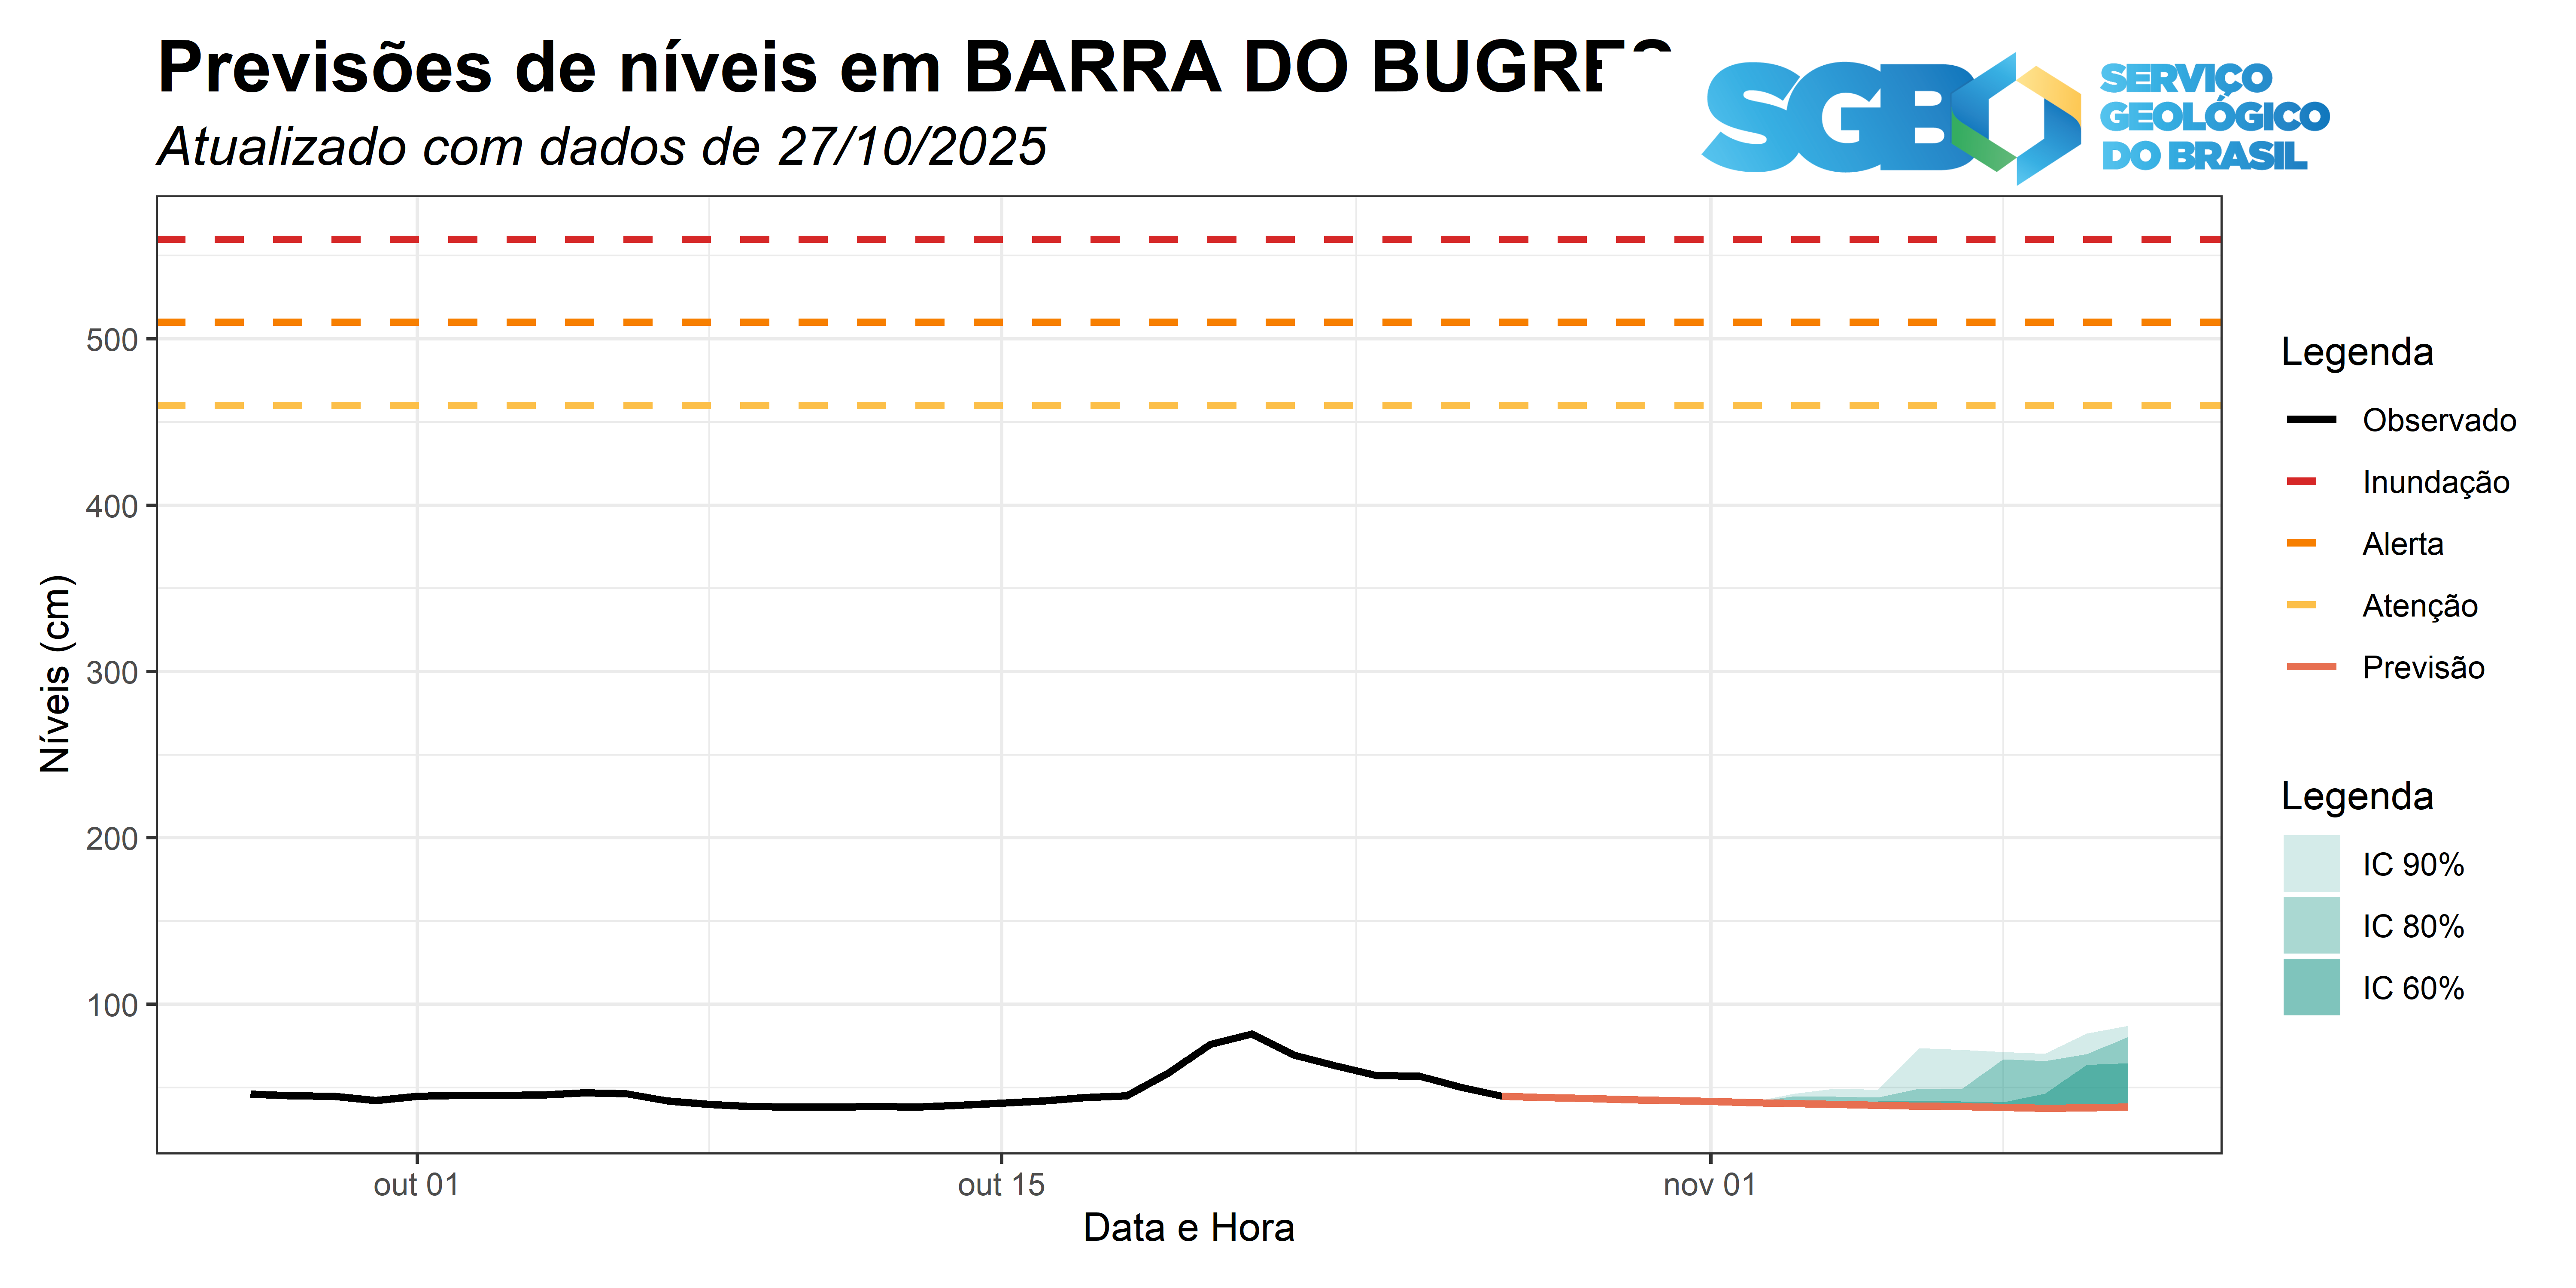 Previsões de níveis em BARRA DO BUGRES
Atualizado com dados de 27/10/2025
SGB
SERVIÇO
GEOLÓGICO
DO BRASIL
500
400
300
200
100
Níveis (cm)
out 01
out 15
nov 01
Data e Hora
Legenda
Observado
Inundação
Alerta
Atenção
Previsão
Legenda
IC 90%
IC 80%
IC 60%